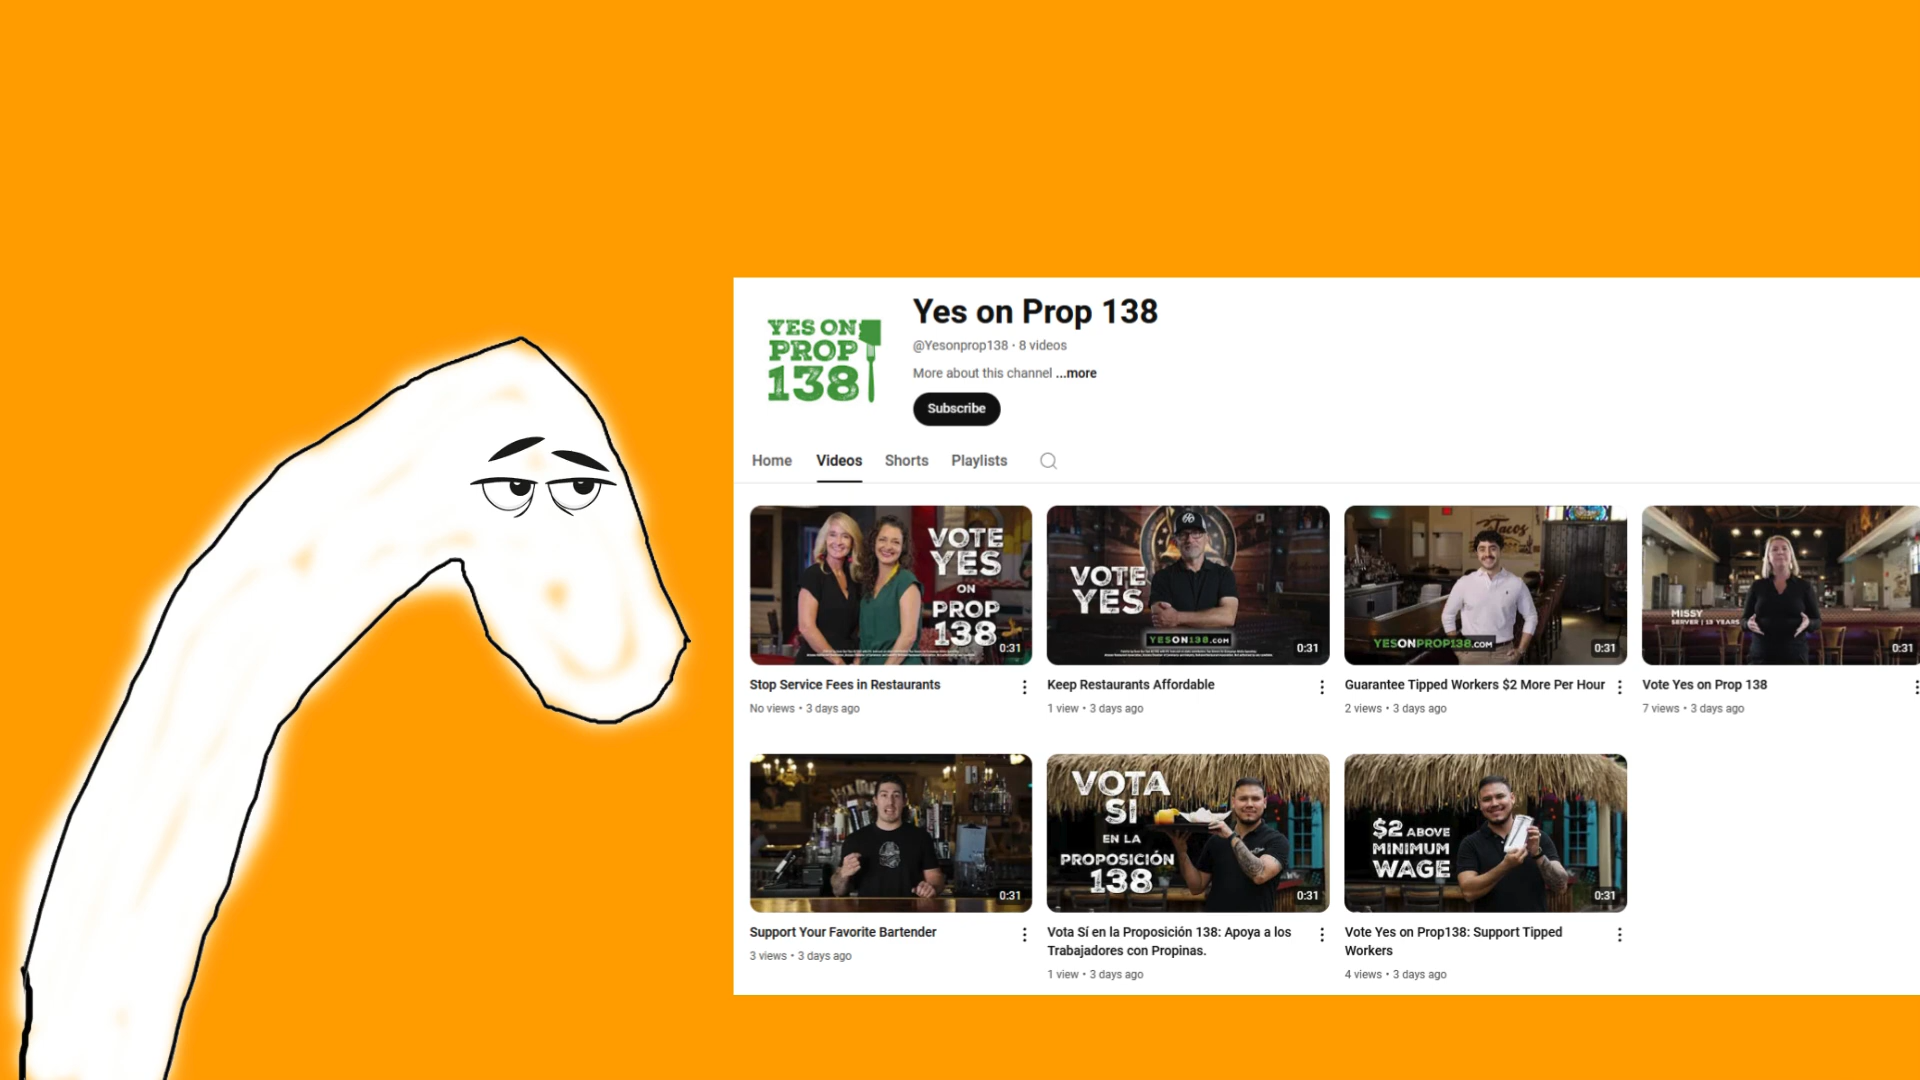 YES ON
PROP
138
Yes on Prop 138
@Yesonprop138 · 8 videos
More about this channel ...more
Subscribe
Home Videos Shorts Playlists
VOTE
YES
ON
PROP
138
0:31
VOTE
YES
YESON138.COM
0:31
Tacos
YESONPROP138.COM
0:31
MISSY
SERVER | 13 YEARS
0:31
Stop Service Fees in Restaurants
No views • 3 days ago
Keep Restaurants Affordable
1 view • 3 days ago
Guarantee Tipped Workers $2 More Per Hour
2 views • 3 days ago
Vote Yes on Prop 138
7 views • 3 days ago
0:31
VOTA
SI
EN LA
PROPOSICIÓN
138
0:31
$2 ABOVE
MINIMUM
WAGE
0:31
Support Your Favorite Bartender
3 views • 3 days ago
Vota Sí en la Proposición 138: Apoya a los
Trabajadores con Propinas.
1 view • 3 days ago
Vote Yes on Prop138: Support Tipped
Workers
4 views • 3 days ago